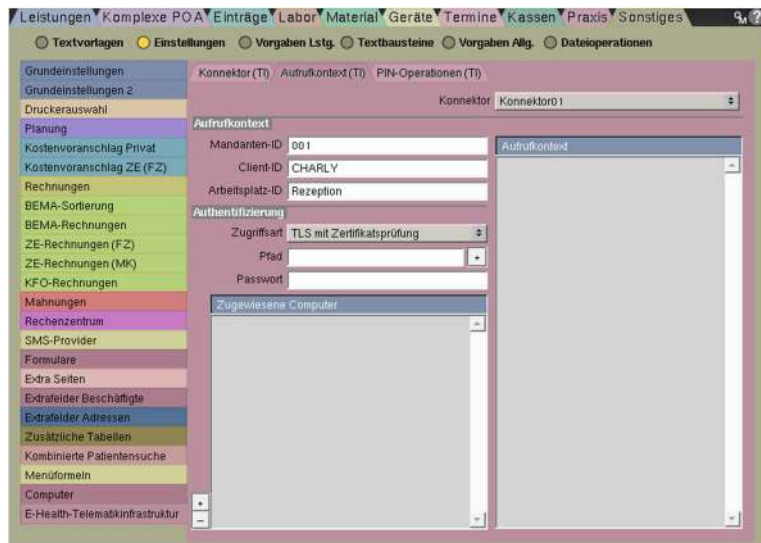 Leistungen Komplexe POA Einträge Labor Material Geräte Termine Kassen Praxis Sonstiges ?
Textvorlagen Einstellungen Vorgaben Lstg. Textbausteine Vorgaben Allg. Dateioperationen
Grundeinstellungen
Grundeinstellungen 2
Druckerauswahl
Planung
Kostenvoranschlag Privat
Kostenvoranschlag ZE (FZ)
Rechnungen
BEMA-Sortierung
BEMA-Rechnungen
ZE-Rechnungen (FZ)
ZE-Rechnungen (MK)
KFO-Rechnungen
Mahnungen
Rechenzentrum
SMS-Provider
Formulare
Extra Seiten
Extrafelder Beschäftigte
Extrafelder Adressen
Zusätzliche Tabellen
Kombinierte Patientensuche
Menüformeln
Computer
E-Health-Telematikinfrastruktur
Konnektor (TI) Aufrufkontext (TI) PIN-Operationen (TI)
Konnektor Konnektor01
Aufrufkontext
Mandanten-ID 001
Client-ID CHARLY
Arbeitsplatz-ID Rezeption
Authentifizierung
Zugriffsart TLS mit Zertifikatsprüfung
Pfad +
Passwort
Zugewiesene Computer
+
−
Aufrufkontext